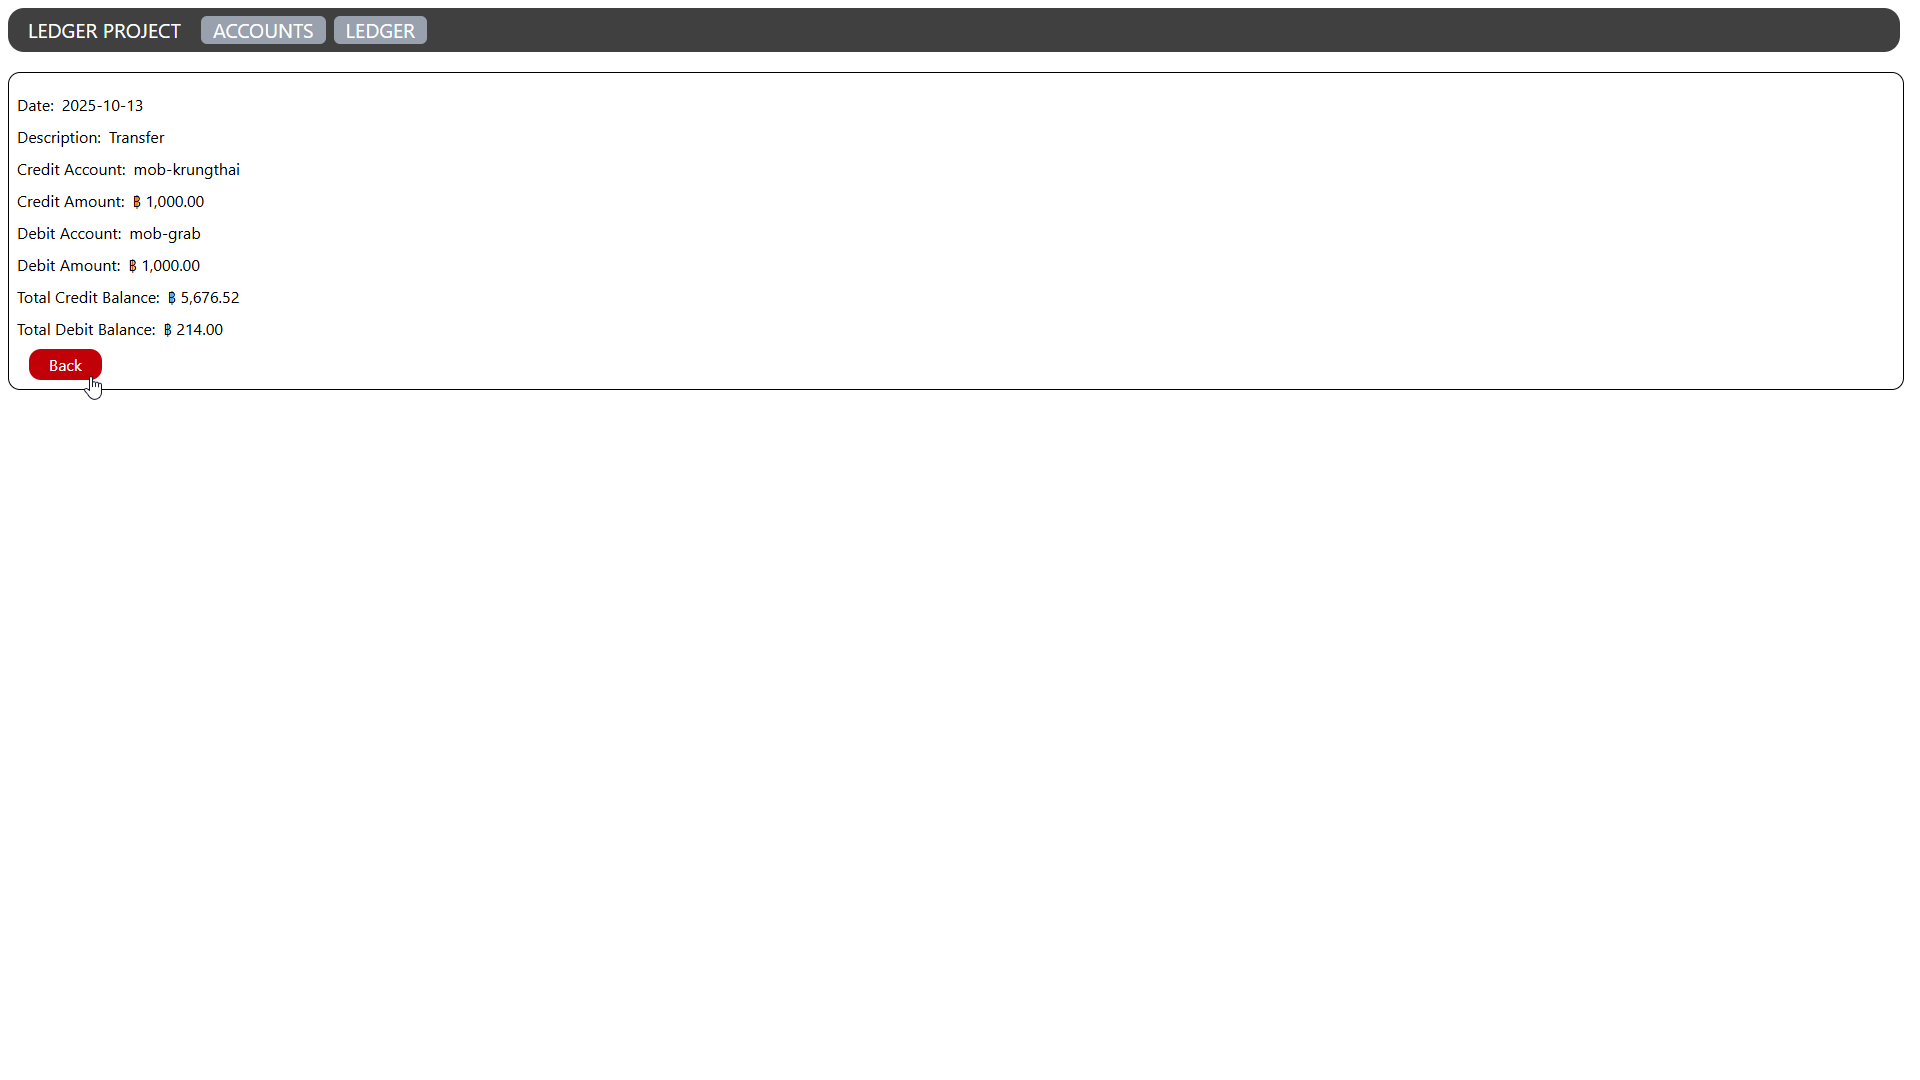 LEDGER PROJECT ACCOUNTS LEDGER
Date: 2025-10-13
Description: Transfer
Credit Account: mob-krungthai
Credit Amount: ฿ 1,000.00
Debit Account: mob-grab
Debit Amount: ฿ 1,000.00
Total Credit Balance: ฿ 5,676.52
Total Debit Balance: ฿ 214.00
Back